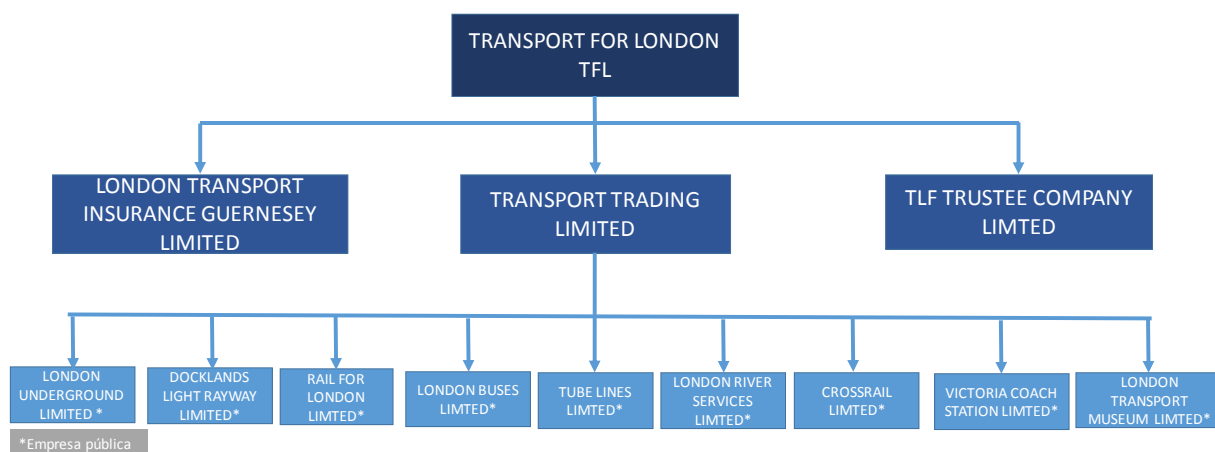 TRANSPORT FOR LONDON
TFL
LONDON TRANSPORT
INSURANCE GUERNESEY
LIMITED
TRANSPORT TRADING
LIMITED
TLF TRUSTEE COMPANY
LIMTED
LONDON
UNDERGROUND
LIMITED *
DOCKLANDS
LIGHT RAYWAY
LIMITED*
RAIL FOR
LONDON
LIMTED*
LONDON BUSES
LIMTED*
TUBE LINES
LIMTED*
LONDON RIVER
SERVICES
LIMTED*
CROSSRAIL
LIMTED*
VICTORIA COACH
STATION LIMTED*
LONDON
TRANSPORT
MUSEUM LIMTED*
*Empresa pública